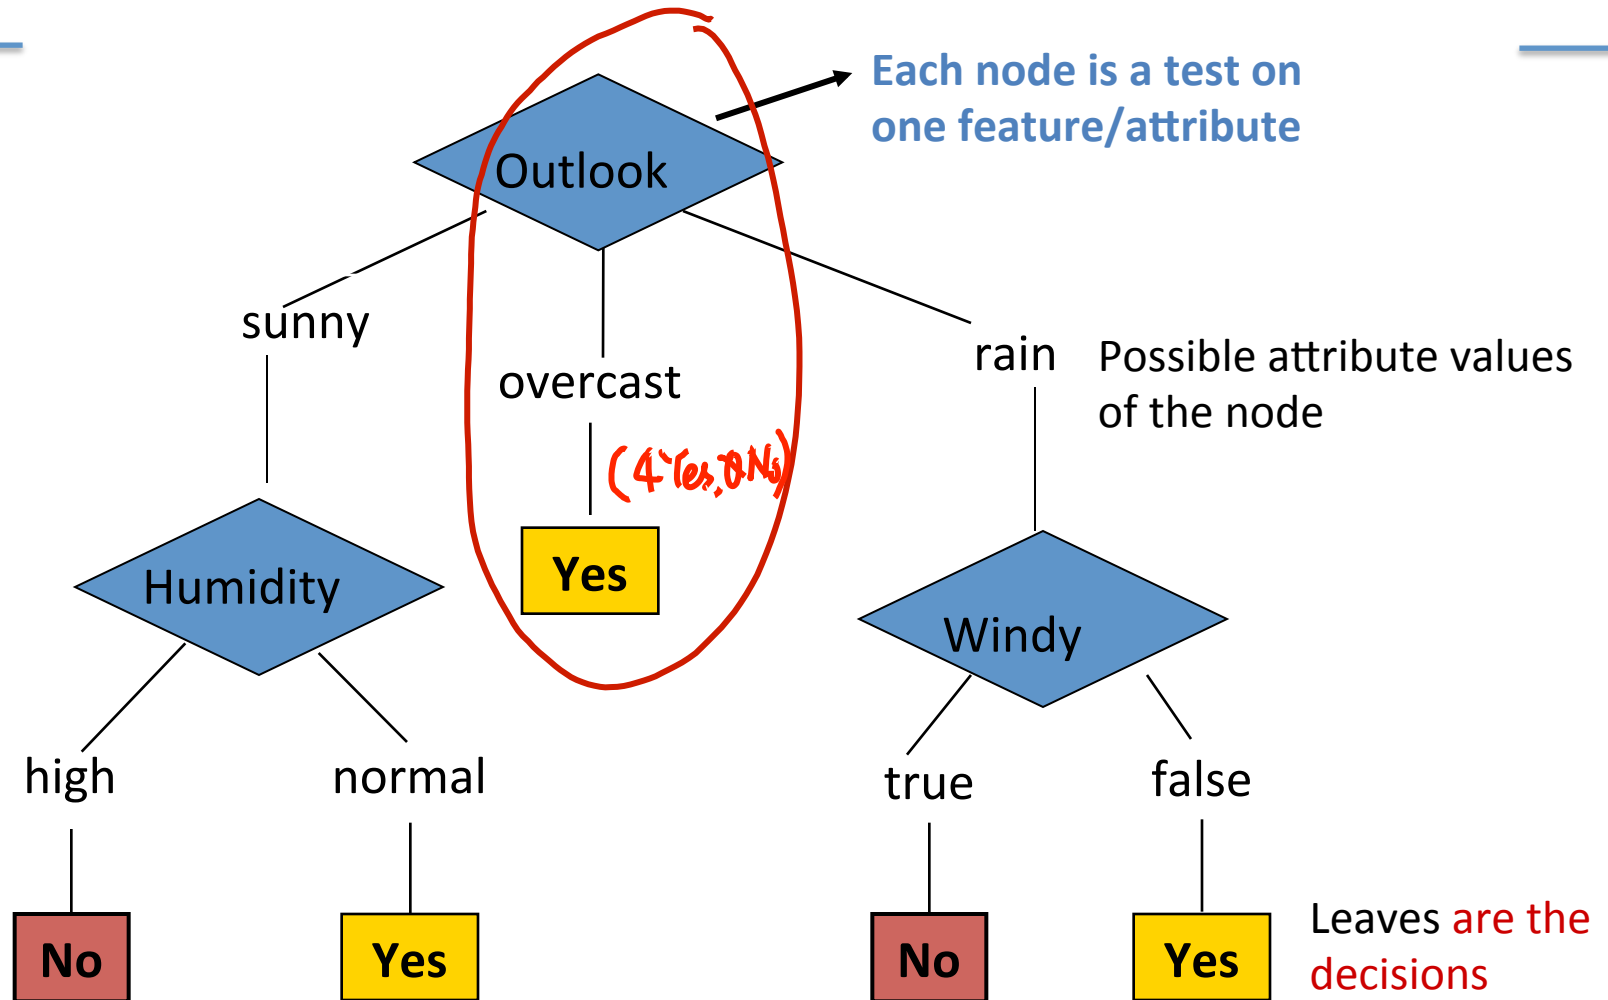 Each node is a test on
one feature/attribute
Outlook
sunny
overcast
rain
Possible attribute values
of the node
(4 Yes, 0 No)
Humidity
Yes
Windy
high
normal
true
false
No
Yes
No
Yes
Leaves are the
decisions